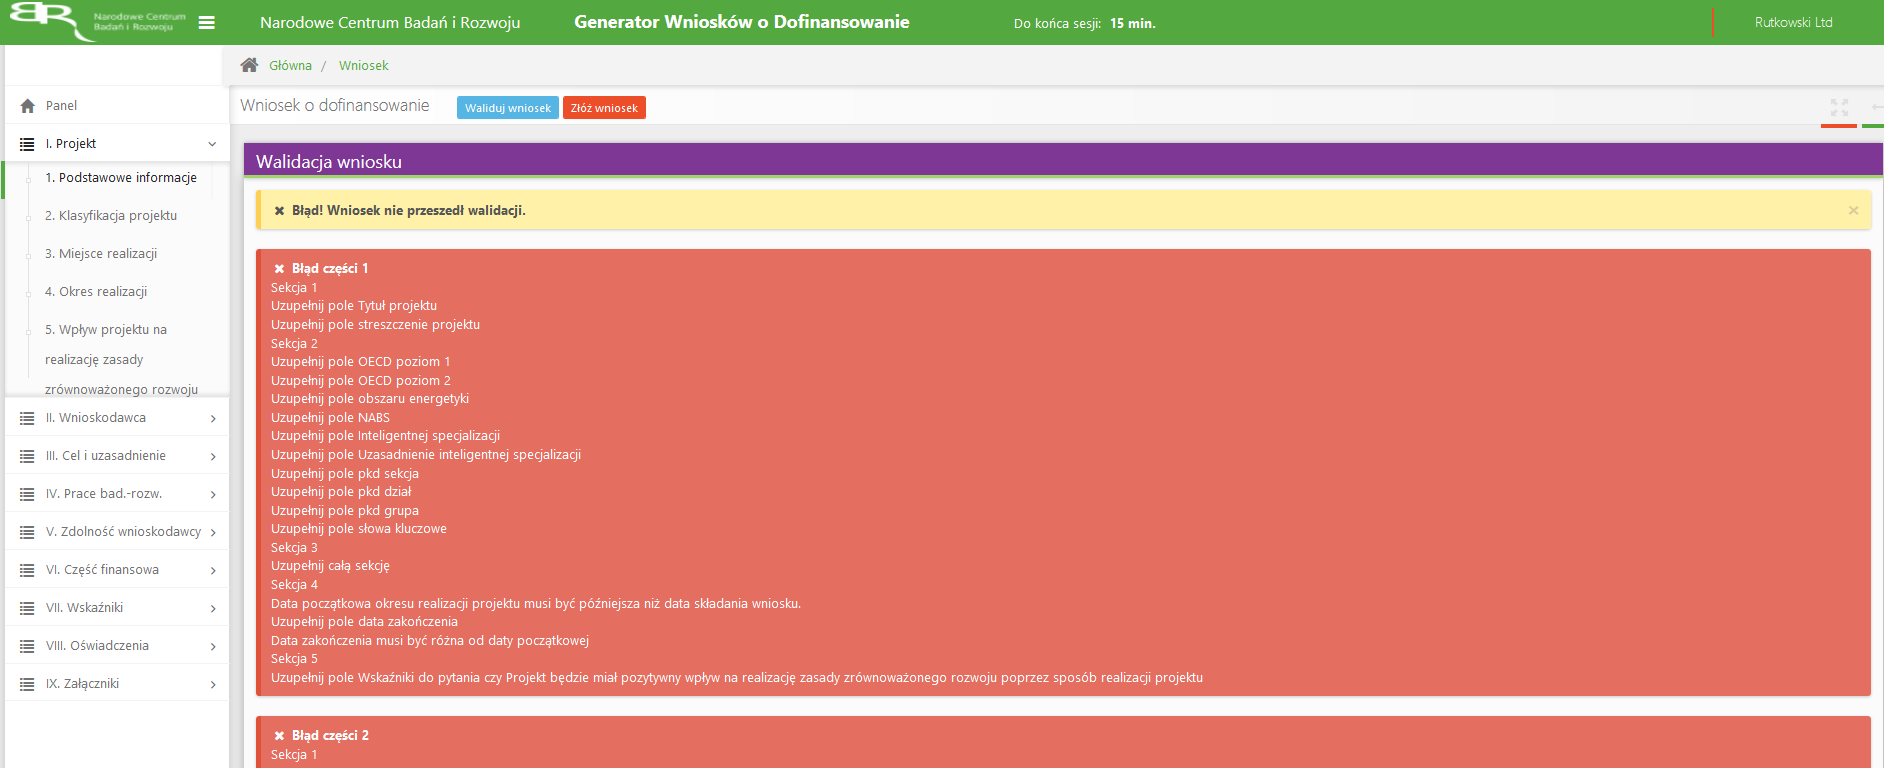 Narodowe Centrum
Badań i Rozwoju
Narodowe Centrum Badań i Rozwoju
Generator Wniosków o Dofinansowanie
Do końca sesji: 15 min.
Rutkowski Ltd
Główna / Wniosek
Panel
I. Projekt
1. Podstawowe informacje
2. Klasyfikacja projektu
3. Miejsce realizacji
4. Okres realizacji
5. Wpływ projektu na
realizację zasady
zrównoważonego rozwoju
II. Wnioskodawca
III. Cel i uzasadnienie
IV. Prace bad.-rozw.
V. Zdolność wnioskodawcy
VI. Część finansowa
VII. Wskaźniki
VIII. Oświadczenia
IX. Załączniki
Wniosek o dofinansowanie
Waliduj wniosek
Złóż wniosek
Walidacja wniosku
Błąd! Wniosek nie przeszedł walidacji.
Błąd części 1
Sekcja 1
Uzupełnij pole Tytuł projektu
Uzupełnij pole streszczenie projektu
Sekcja 2
Uzupełnij pole OECD poziom 1
Uzupełnij pole OECD poziom 2
Uzupełnij pole obszaru energetyki
Uzupełnij pole NABS
Uzupełnij pole Inteligentnej specjalizacji
Uzupełnij pole Uzasadnienie inteligentnej specjalizacji
Uzupełnij pole pkd sekcja
Uzupełnij pole pkd dział
Uzupełnij pole pkd grupa
Uzupełnij pole słowa kluczowe
Sekcja 3
Uzupełnij całą sekcję
Sekcja 4
Data początkowa okresu realizacji projektu musi być późniejsza niż data składania wniosku.
Uzupełnij pole data zakończenia
Data zakończenia musi być różna od daty początkowej
Sekcja 5
Uzupełnij pole Wskaźniki do pytania czy Projekt będzie miał pozytywny wpływ na realizację zasady zrównoważonego rozwoju poprzez sposób realizacji projektu
Błąd części 2
Sekcja 1